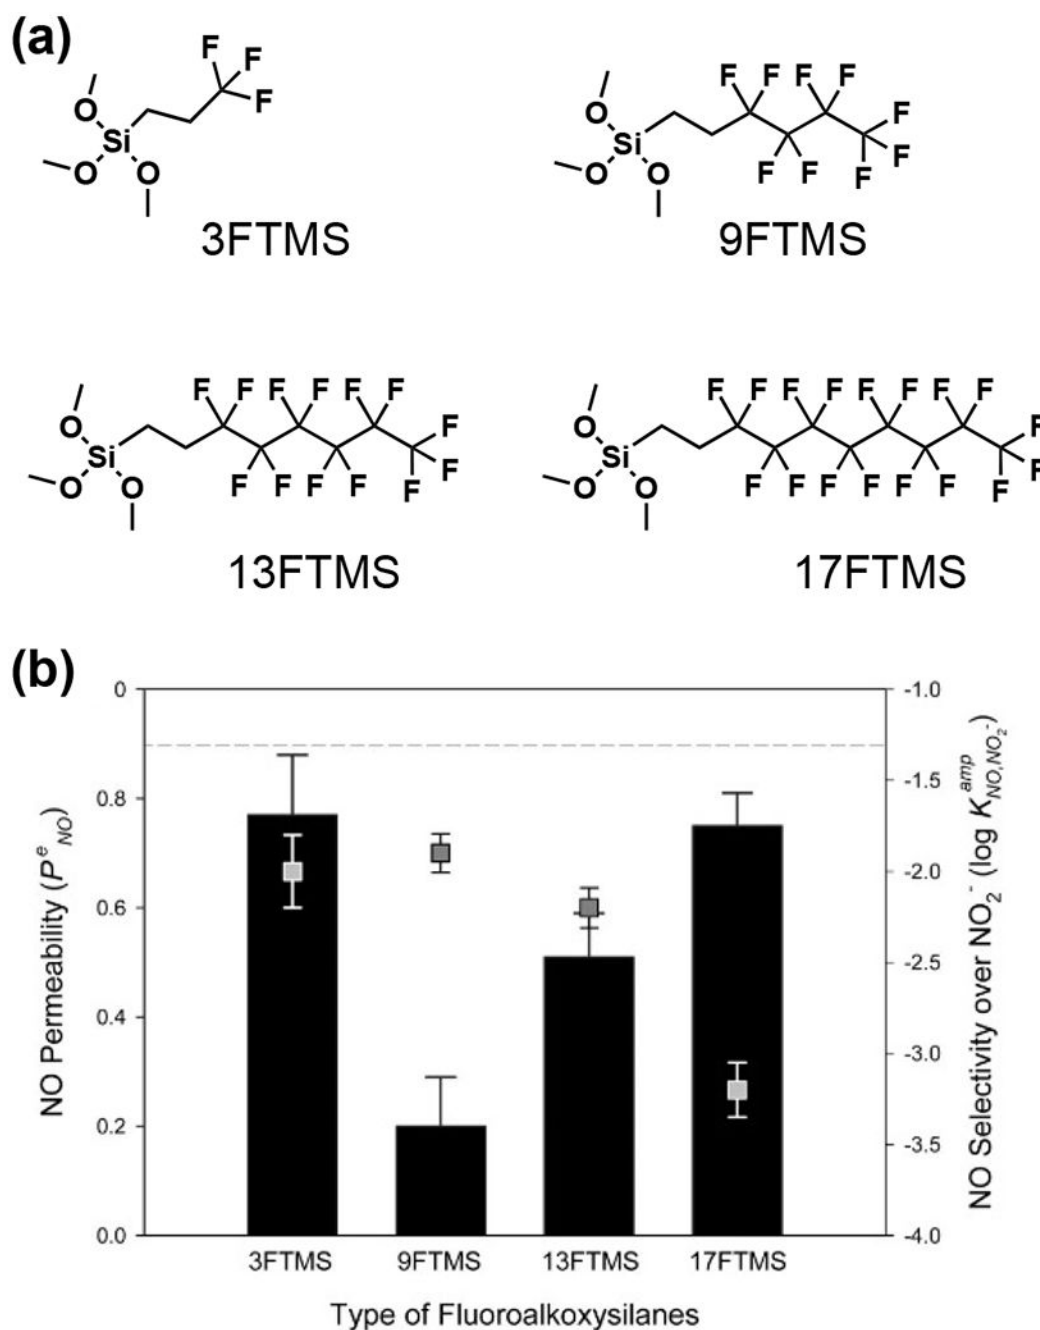 (a)
F
F
F
O
Si
O
O
3FTMS
F F F F
O
F
Si
F
O
O
F F F
9FTMS
F F F F F F
O
F
Si
F
O
O
F F F F F
13FTMS
F F F F F F F F
O
F
Si
F
O
O
F F F F F F F
17FTMS
(b)
NO Permeability (P^e_NO)
0
0.8
0.6
0.4
0.2
0.0
-1.0
-1.5
-2.0
-2.5
-3.0
-3.5
-4.0
NO Selectivity over NO₂⁻ (log K^amp_NO,NO₂⁻)
3FTMS 9FTMS 13FTMS 17FTMS
Type of Fluoroalkoxysilanes